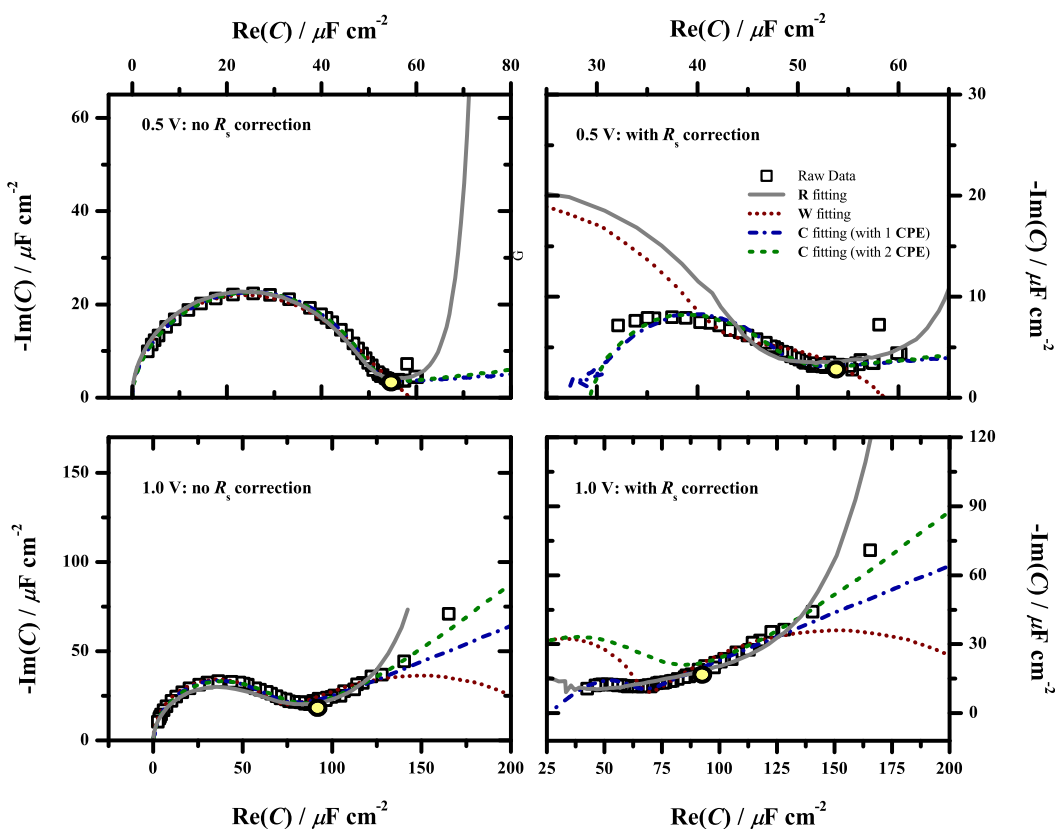 Re(C) / μF cm-2
Re(C) / μF cm-2
0 20 40 60 80
30 40 50 60
-Im(C) / μF cm-2
60
40
20
0
0.5 V: no Rs correction
G
0.5 V: with Rs correction
Raw Data
R fitting
W fitting
C fitting (with 1 CPE)
C fitting (with 2 CPE)
30
20
10
0
-Im(C) / μF cm-2
-Im(C) / μF cm-2
150
100
50
0
1.0 V: no Rs correction
1.0 V: with Rs correction
120
90
60
30
0
-Im(C) / μF cm-2
0 50 100 150 200
25 50 75 100 125 150 175 200
Re(C) / μF cm-2
Re(C) / μF cm-2